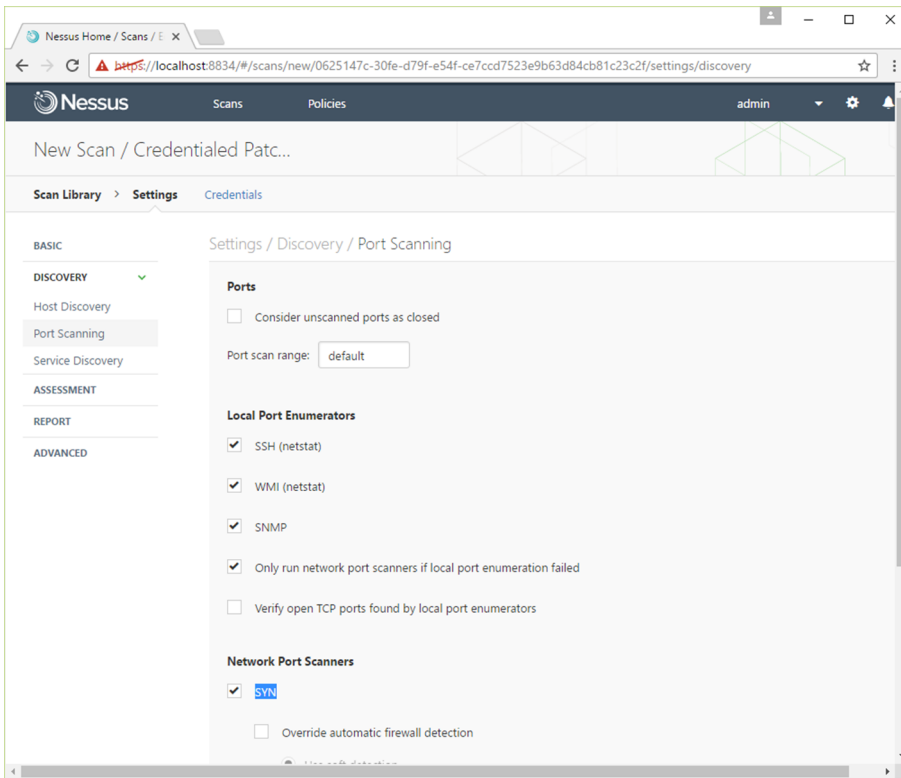 Nessus Home / Scans / E
https://localhost:8834/#/scans/new/0625147c-30fe-d79f-e54f-ce7ccd7523e9b63d84cb81c23c2f/settings/discovery
Nessus Scans Policies admin
New Scan / Credentialed Patc...
Scan Library > Settings Credentials
BASIC
DISCOVERY
Host Discovery
Port Scanning
Service Discovery
ASSESSMENT
REPORT
ADVANCED
Settings / Discovery / Port Scanning
Ports
Consider unscanned ports as closed
Port scan range: default
Local Port Enumerators
SSH (netstat)
WMI (netstat)
SNMP
Only run network port scanners if local port enumeration failed
Verify open TCP ports found by local port enumerators
Network Port Scanners
SYN
Override automatic firewall detection
Use soft detection